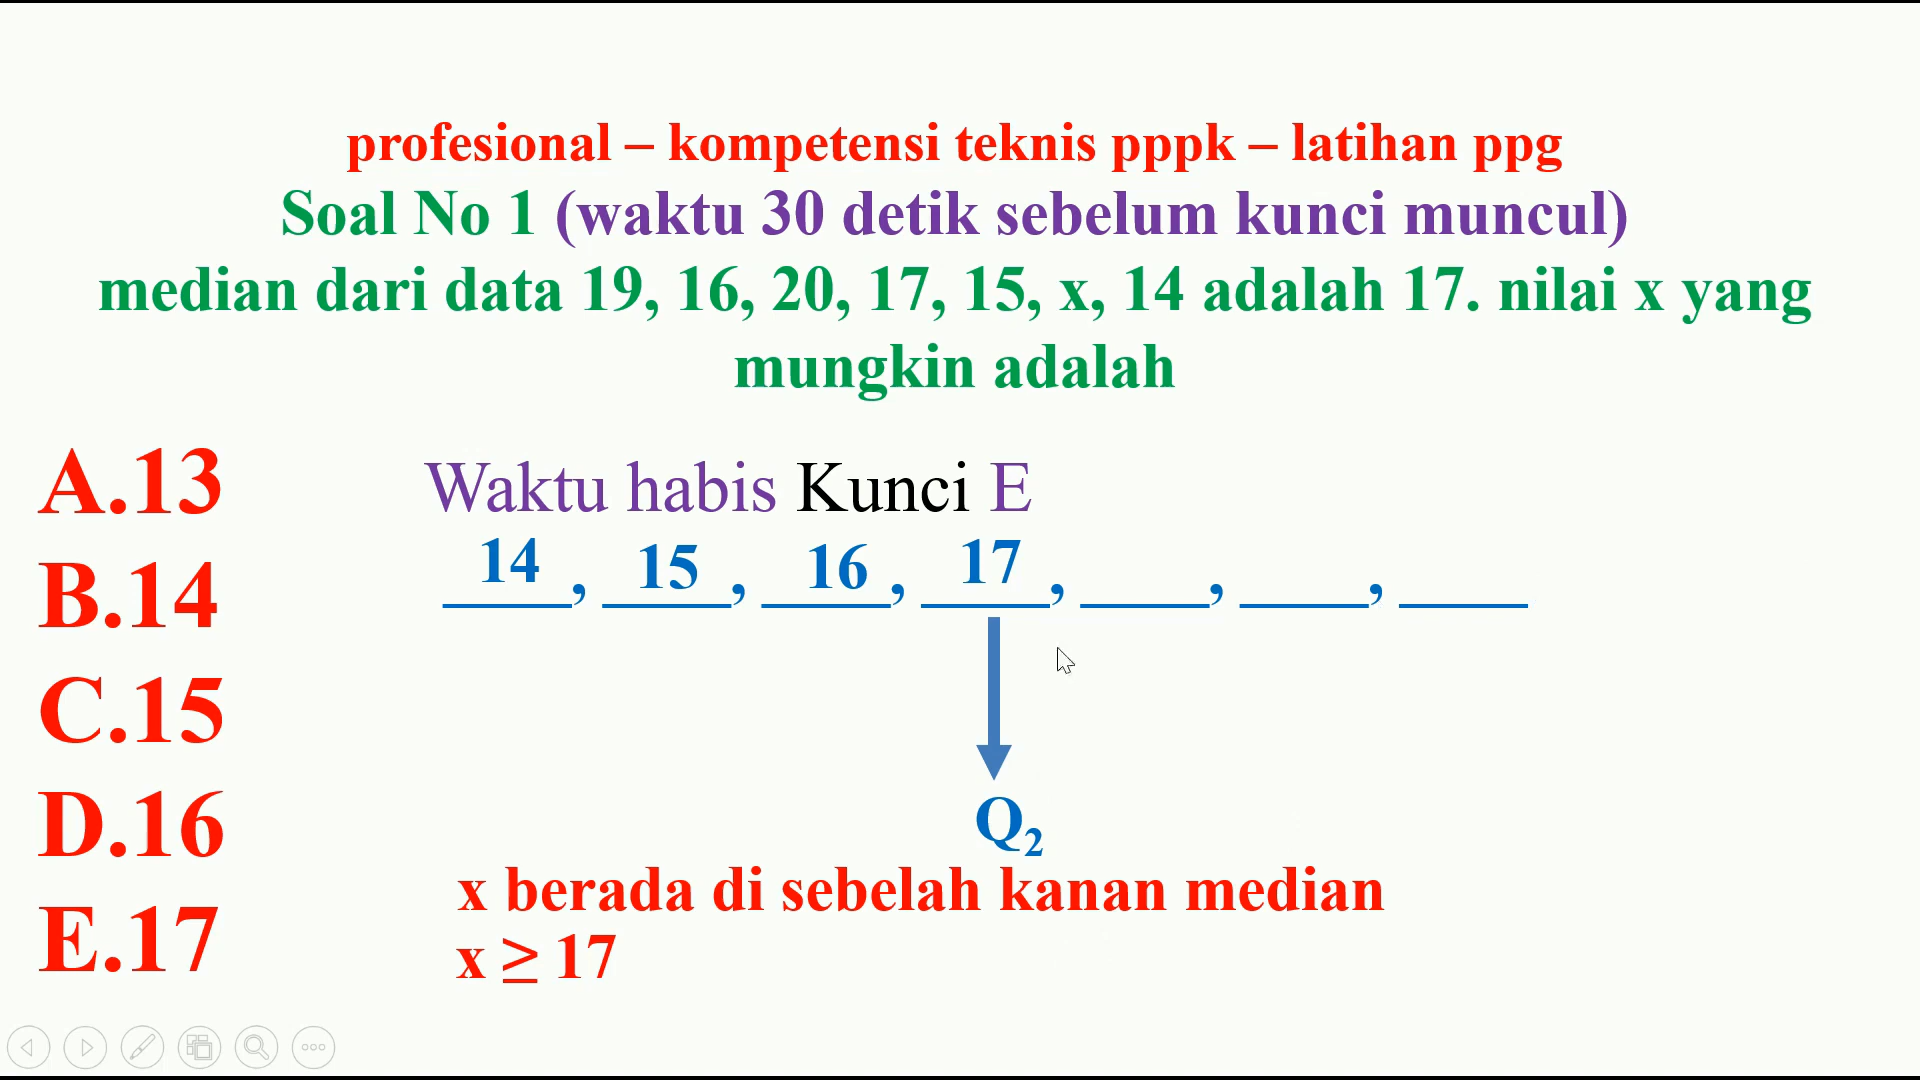 profesional – kompetensi teknis pppk – latihan ppg
Soal No 1 (waktu 30 detik sebelum kunci muncul)
median dari data 19, 16, 20, 17, 15, x, 14 adalah 17. nilai x yang
mungkin adalah
A.13
B.14
C.15
D.16
E.17
Waktu habis Kunci E
14, 15, 16, 17, ____, ____, ____
Q₂
x berada di sebelah kanan median
x ≥ 17